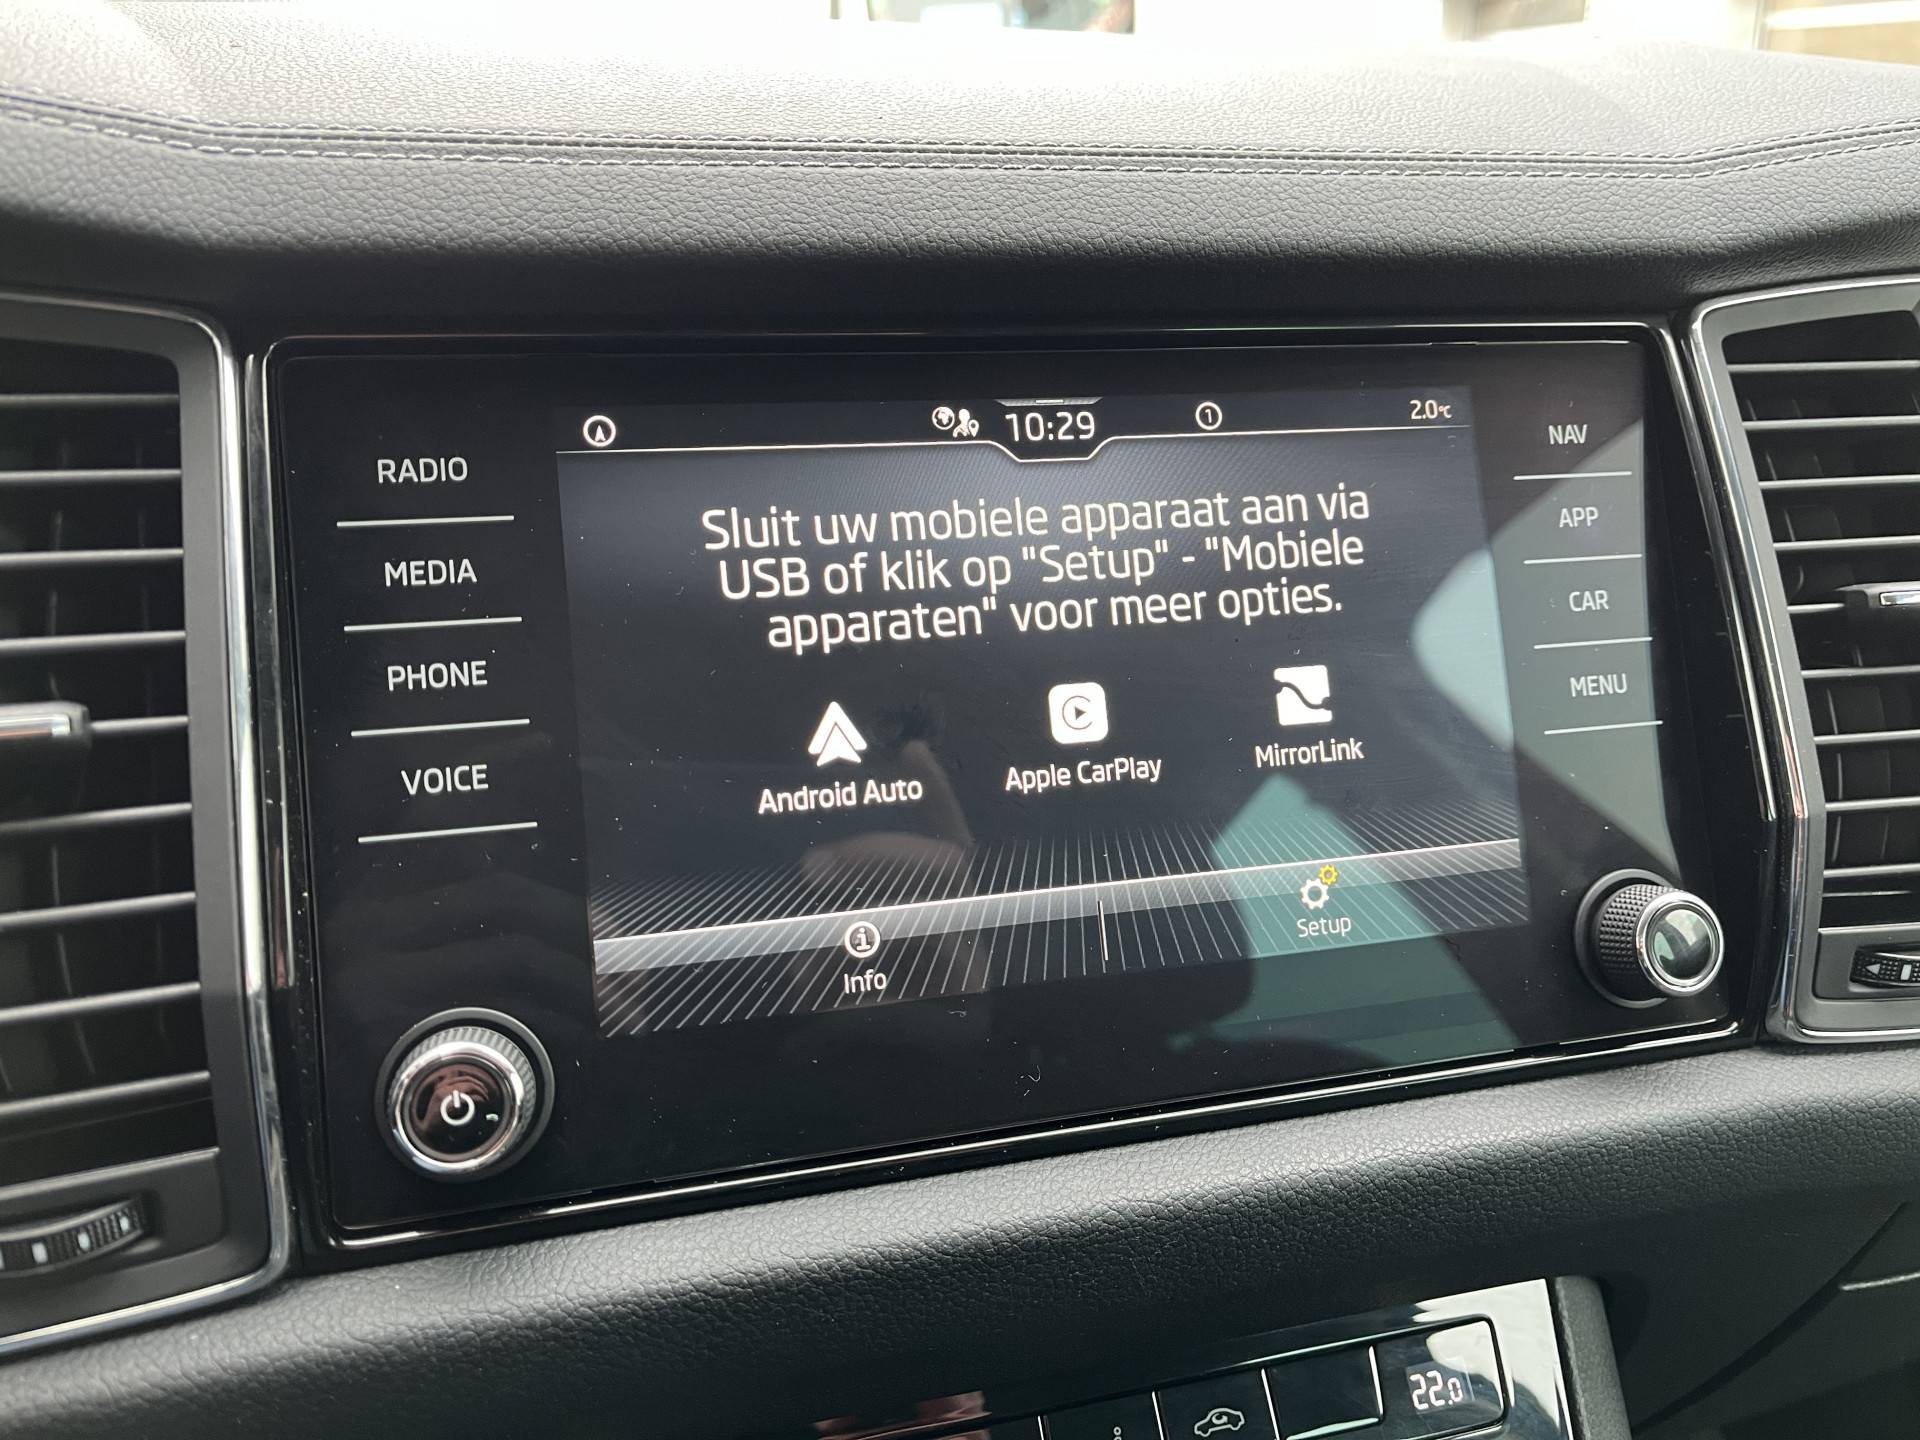 10:29
1
2.0°C
RADIO
MEDIA
PHONE
VOICE
Sluit uw mobiele apparaat aan via
USB of klik op "Setup" - "Mobiele
apparaten" voor meer opties.
Android Auto
Apple CarPlay
MirrorLink
Info
Setup
NAV
APP
CAR
MENU
22.0